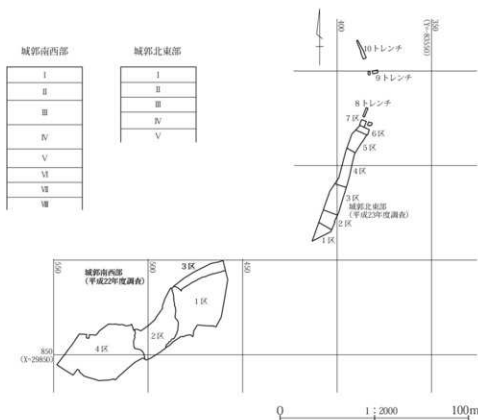 城郭南西部
Ⅰ
Ⅱ
Ⅲ
Ⅳ
Ⅴ
Ⅵ
Ⅶ
Ⅷ
城郭北東部
Ⅰ
Ⅱ
Ⅲ
Ⅳ
Ⅴ
400
350
(Y-83550)
10トレンチ
9トレンチ
8トレンチ
7区
6区
5区
4区
3区
城郭北東部
(平成23年度調査)
2区
1区
550
500
450
城郭南西部
(平成22年度調査)
3区
1区
2区
4区
850
(X-29850)
0
1:2000
100m